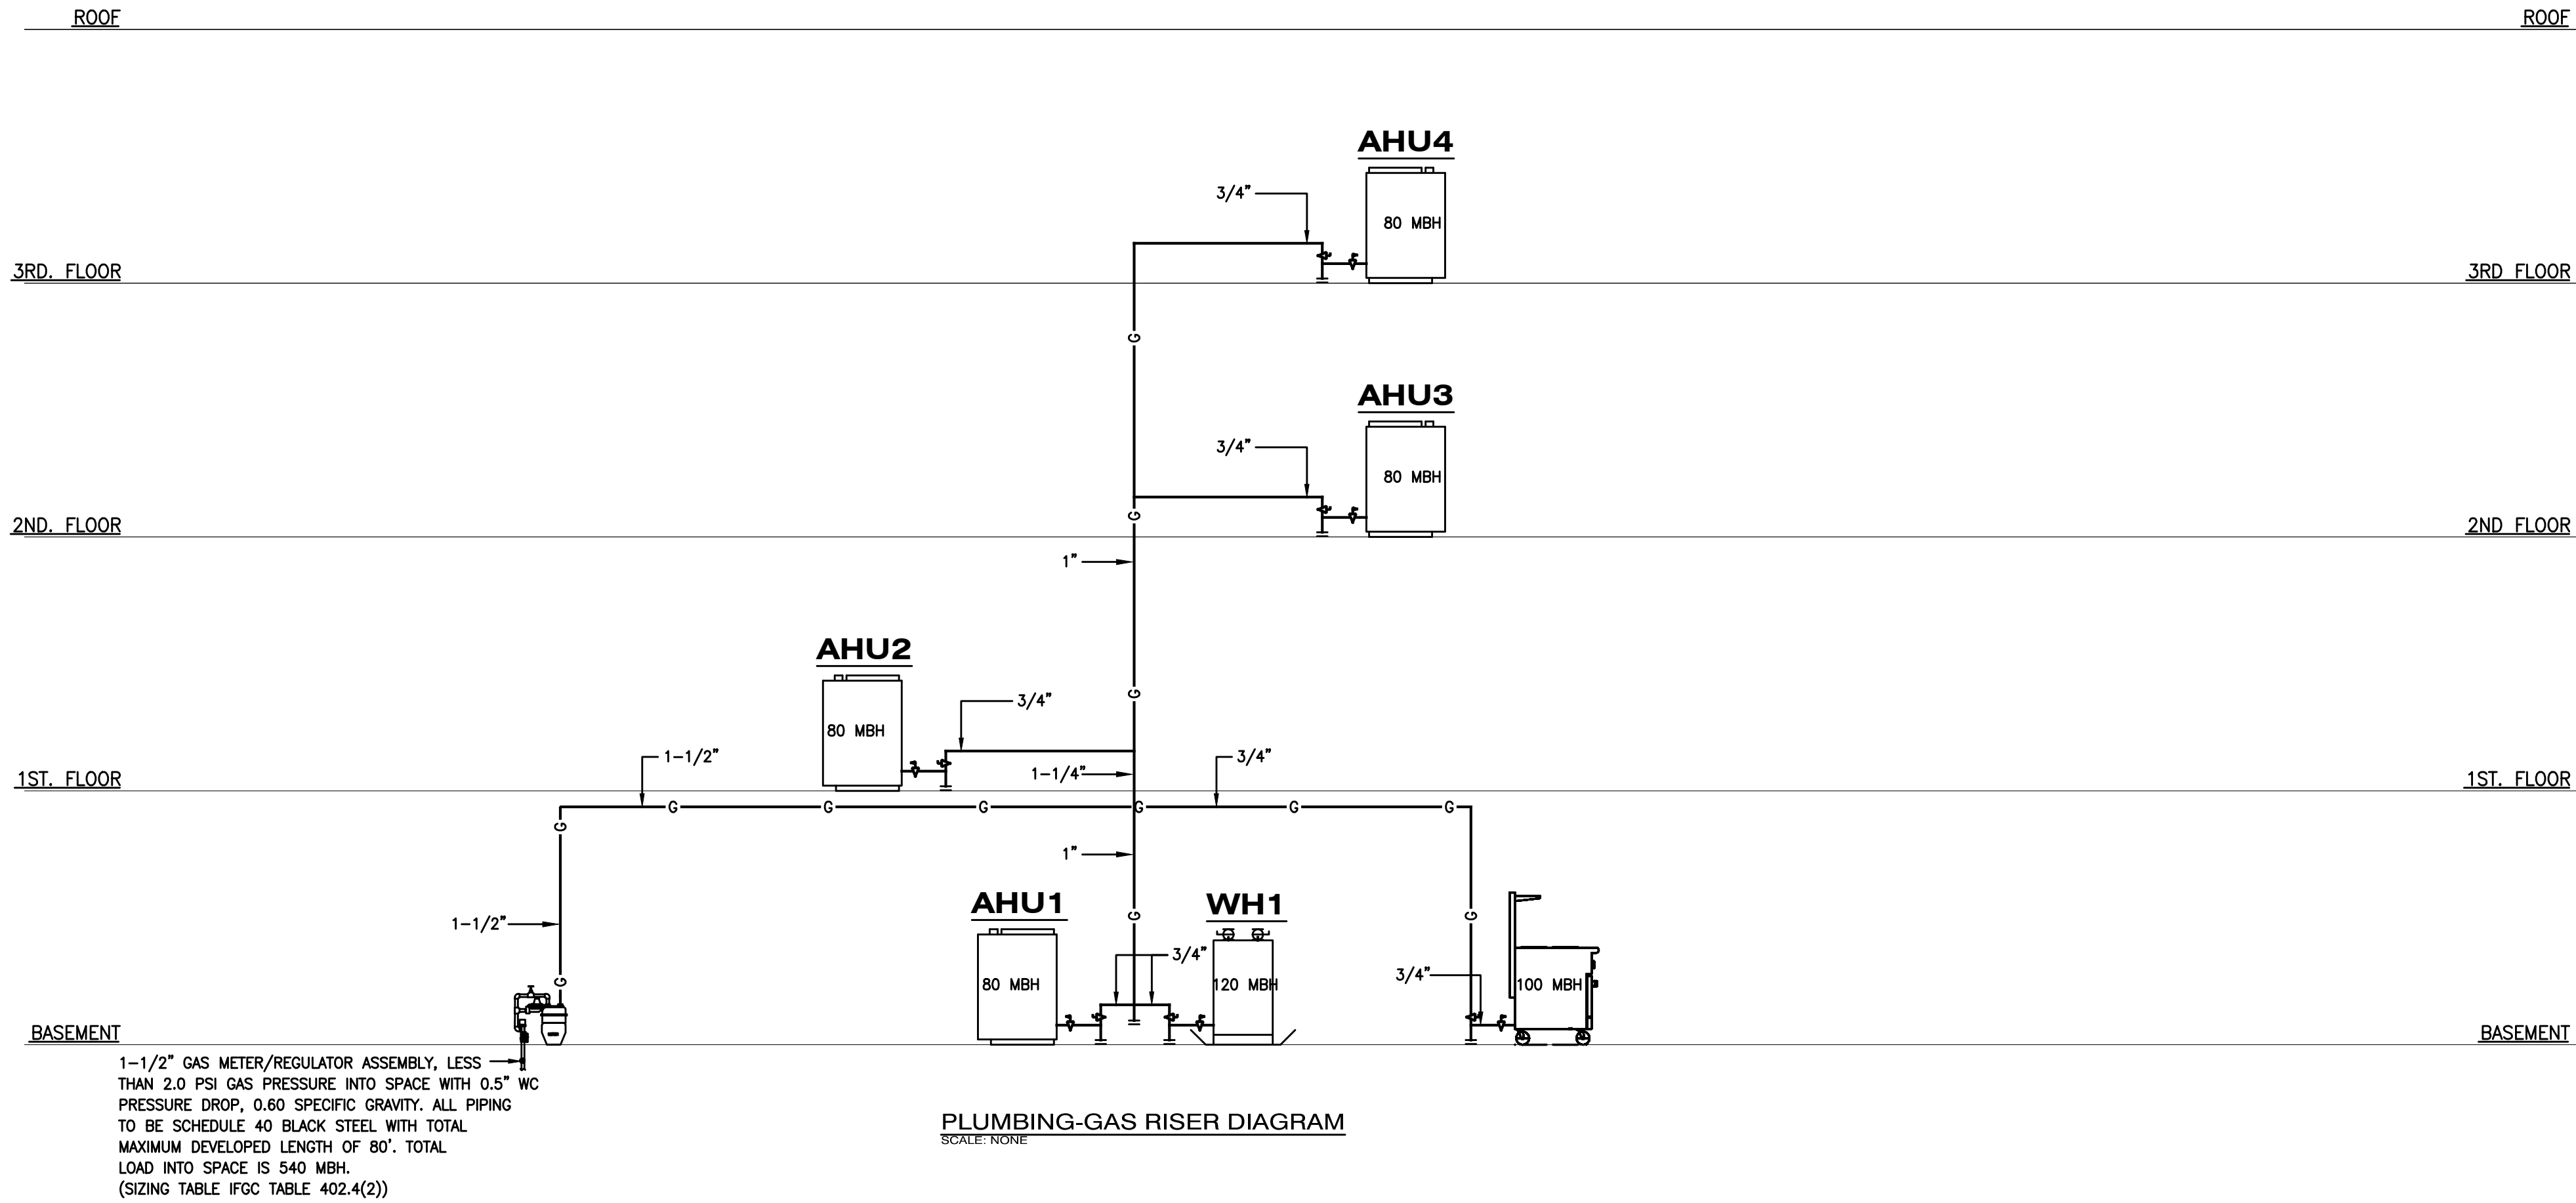 ROOF
ROOF
AHU4
3/4"
80 MBH
3RD. FLOOR
3RD FLOOR
G
AHU3
3/4"
80 MBH
G
2ND. FLOOR
2ND FLOOR
1"
AHU2
G
3/4"
80 MBH
1-1/2"
3/4"
1-1/4"
1ST. FLOOR
1ST. FLOOR
G G G G G G
G
1"
AHU1
WH1
G
G
1-1/2"
3/4"
3/4"
G
80 MBH
120 MBH
100 MBH
BASEMENT
BASEMENT
1-1/2" GAS METER/REGULATOR ASSEMBLY, LESS
THAN 2.0 PSI GAS PRESSURE INTO SPACE WITH 0.5" WC
PRESSURE DROP, 0.60 SPECIFIC GRAVITY. ALL PIPING
TO BE SCHEDULE 40 BLACK STEEL WITH TOTAL
MAXIMUM DEVELOPED LENGTH OF 80'. TOTAL
LOAD INTO SPACE IS 540 MBH.
(SIZING TABLE IFGC TABLE 402.4(2))
PLUMBING-GAS RISER DIAGRAM
SCALE: NONE